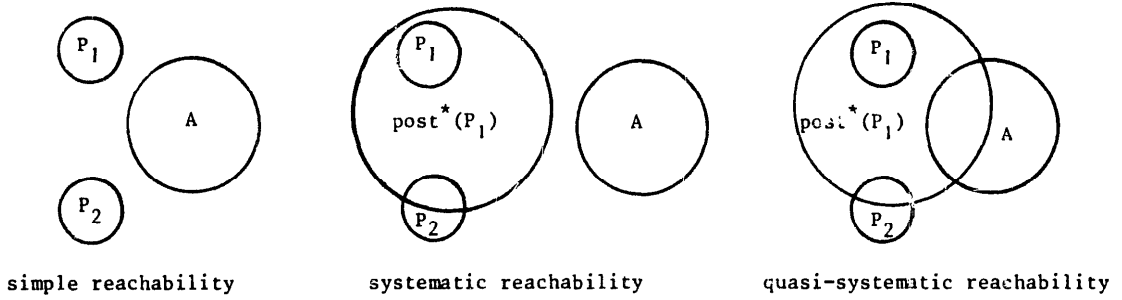 P1
A
P2
simple reachability
P1
post*(P1)
A
P2
systematic reachability
P1
post*(P1)
A
P2
quasi-systematic reachability